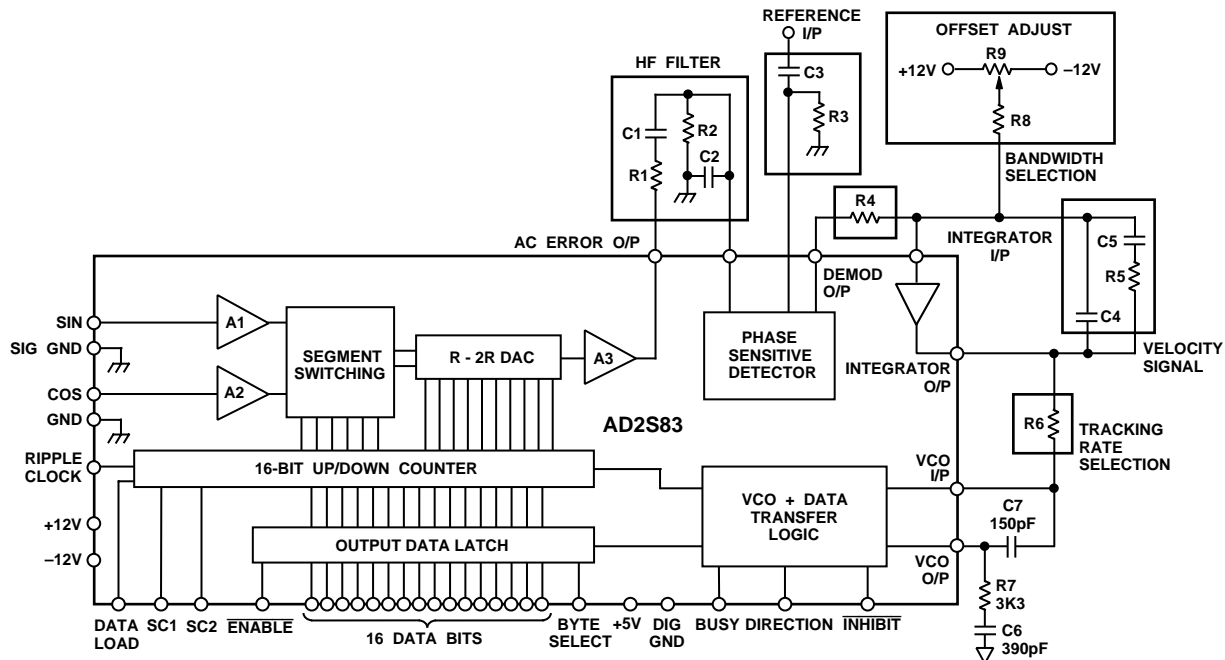 REFERENCE
I/P
OFFSET ADJUST
R9
+12V
–12V
R8
HF FILTER
C3
R3
C1
R2
C2
R1
BANDWIDTH
SELECTION
R4
C5
R5
C4
INTEGRATOR
I/P
AC ERROR O/P
DEMOD
O/P
VELOCITY
SIGNAL
SIN
A1
SIG GND
SEGMENT
SWITCHING
R - 2R DAC
A3
PHASE
SENSITIVE
DETECTOR
INTEGRATOR
O/P
COS
A2
GND
AD2S83
R6
TRACKING
RATE
SELECTION
RIPPLE
CLOCK
16-BIT UP/DOWN COUNTER
VCO
I/P
VCO + DATA
TRANSFER
LOGIC
C7
150pF
+12V
–12V
OUTPUT DATA LATCH
VCO
O/P
R7
3K3
C6
390pF
DATA
LOAD
SC1
SC2
ENABLE
16 DATA BITS
BYTE
SELECT
+5V
DIG
GND
BUSY
DIRECTION
INHIBIT